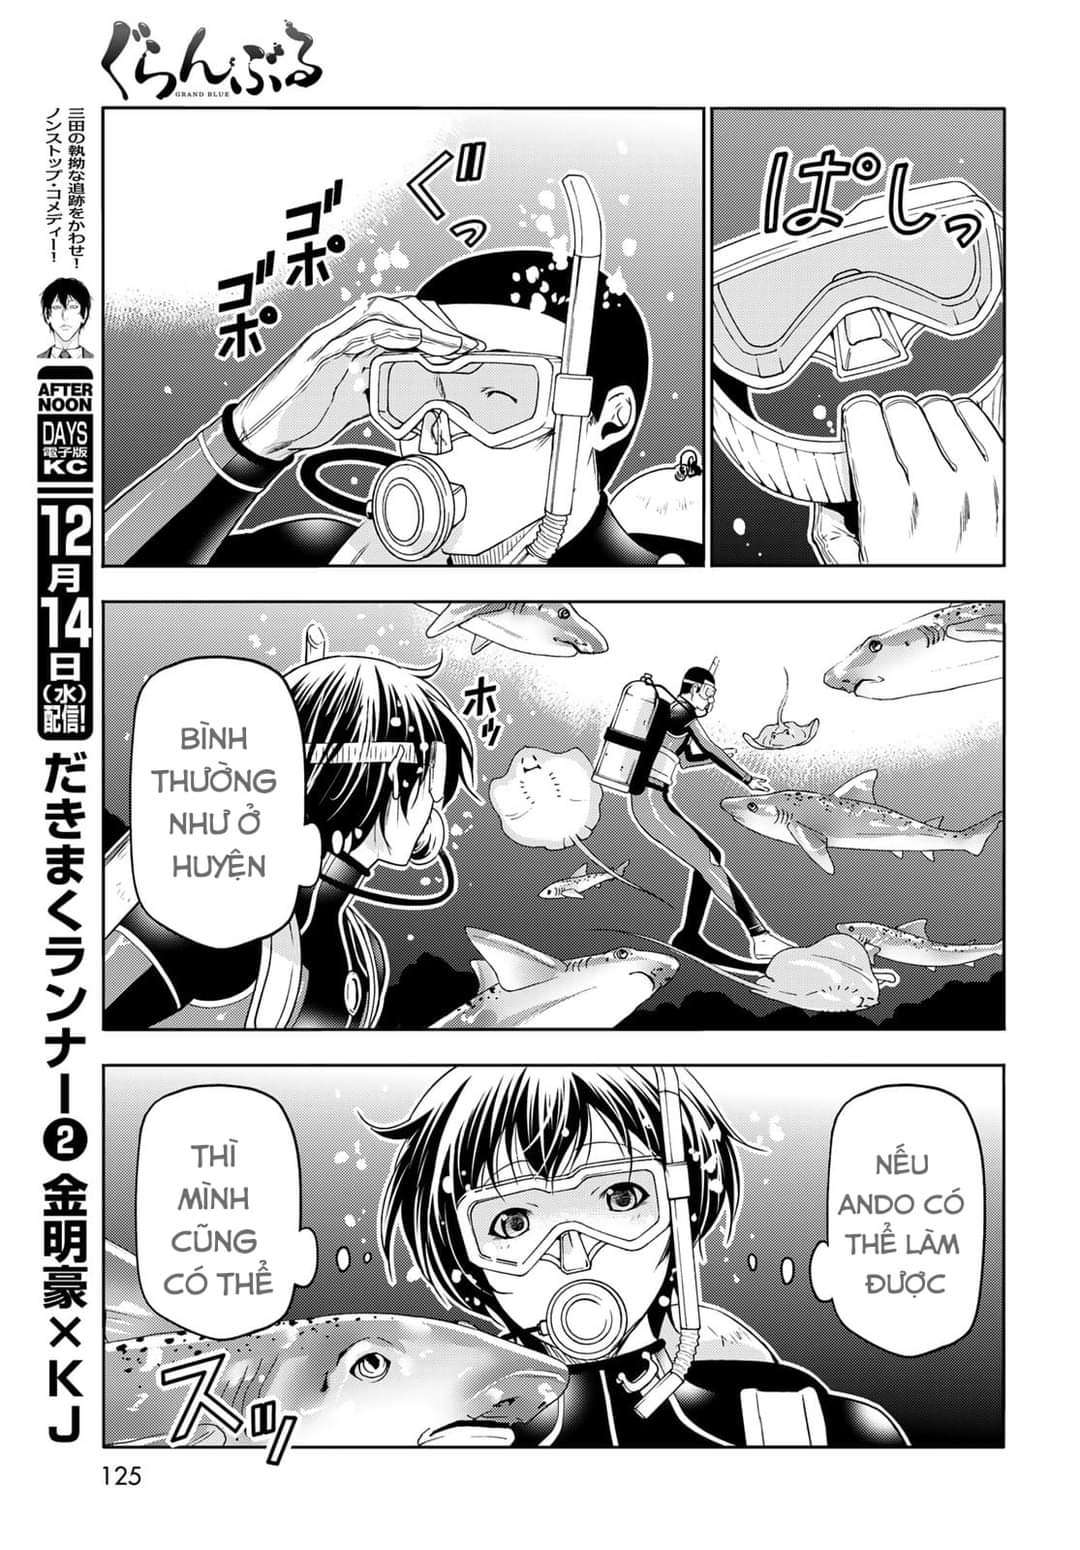 ぐらんぶる
GRAND BLUE
三田の執拗な追跡をかわせ!
ノンストップ・コメディー!
AFTER
NOON
DAYS
電子版
KC
12月14日(水)配信!
だきまくランナー2 金明豪×KJ
ぱしっ
ぐっ
ゴポ
ゴポ
BÌNH
THƯỜNG
NHƯ Ở
HUYỆN
ホッ
NẾU
ANDO CÓ
THỂ LÀM
ĐƯỢC
THÌ
MÌNH
CŨNG
CÓ THỂ
スッ
125